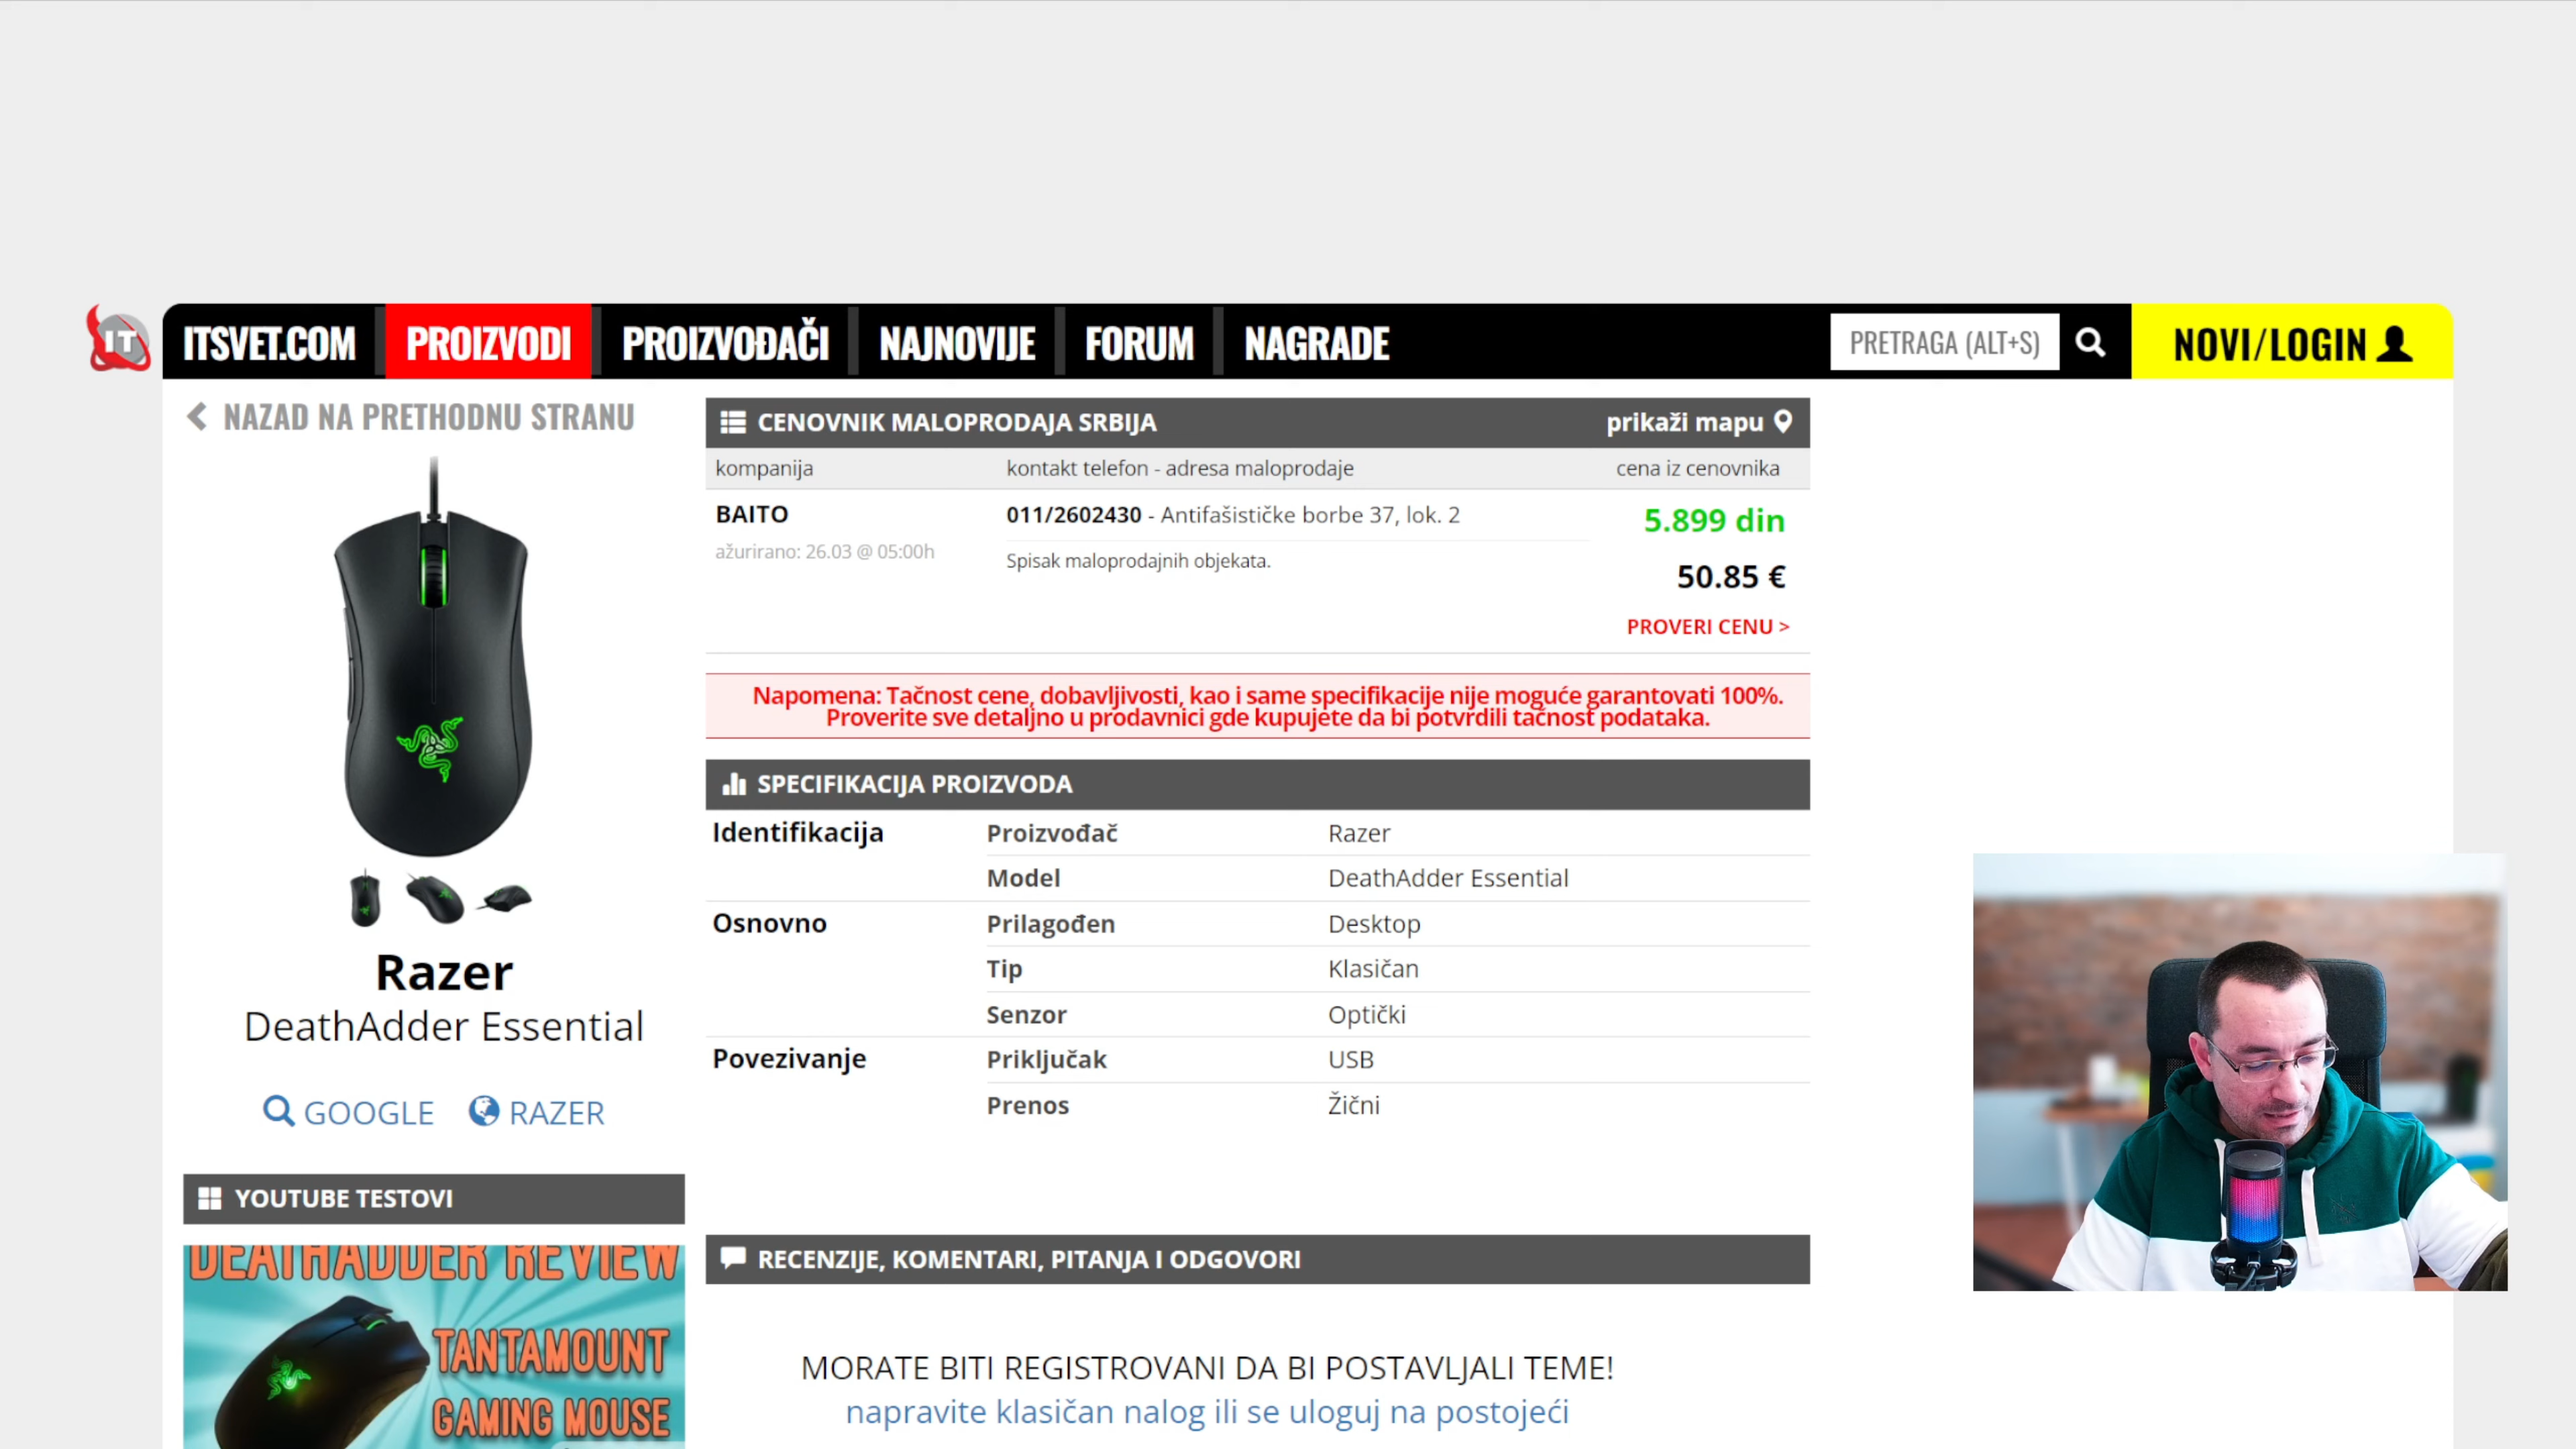 IT
ITSVET.COM
PROIZVODI
PROIZVOĐAČI
NAJNOVIJE
FORUM
NAGRADE
PRETRAGA (ALT+S)
NOVI/LOGIN
NAZAD NA PRETHODNU STRANU
Razer
DeathAdder Essential
GOOGLE
RAZER
YOUTUBE TESTOVI
DEATHADDER REVIEW
TANTAMOUNT
GAMING MOUSE
CENOVNIK MALOPRODAJA SRBIJA
prikaži mapu
kompanija kontakt telefon - adresa maloprodaje cena iz cenovnika
BAITO 011/2602430 - Antifašističke borbe 37, lok. 2 5.899 din
ažurirano: 26.03 @ 05:00h Spisak maloprodajnih objekata. 50.85 €
PROVERI CENU >
Napomena: Tačnost cene, dobavljivosti, kao i same specifikacije nije moguće garantovati 100%.
Proverite sve detaljno u prodavnici gde kupujete da bi potvrdili tačnost podataka.
SPECIFIKACIJA PROIZVODA
Identifikacija Proizvođač Razer
Model DeathAdder Essential
Osnovno Prilagođen Desktop
Tip Klasičan
Senzor Optički
Povezivanje Priključak USB
Prenos Žični
RECENZIJE, KOMENTARI, PITANJA I ODGOVORI
MORATE BITI REGISTROVANI DA BI POSTAVLJALI TEME!
napravite klasičan nalog ili se uloguj na postojeći